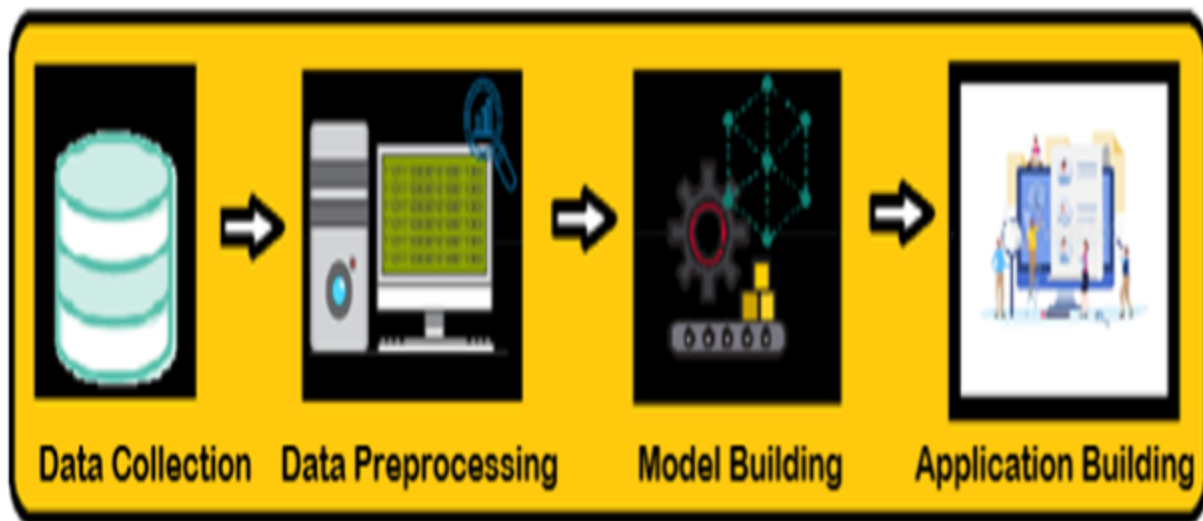 Data Collection
Data Preprocessing
Model Building
Application Building